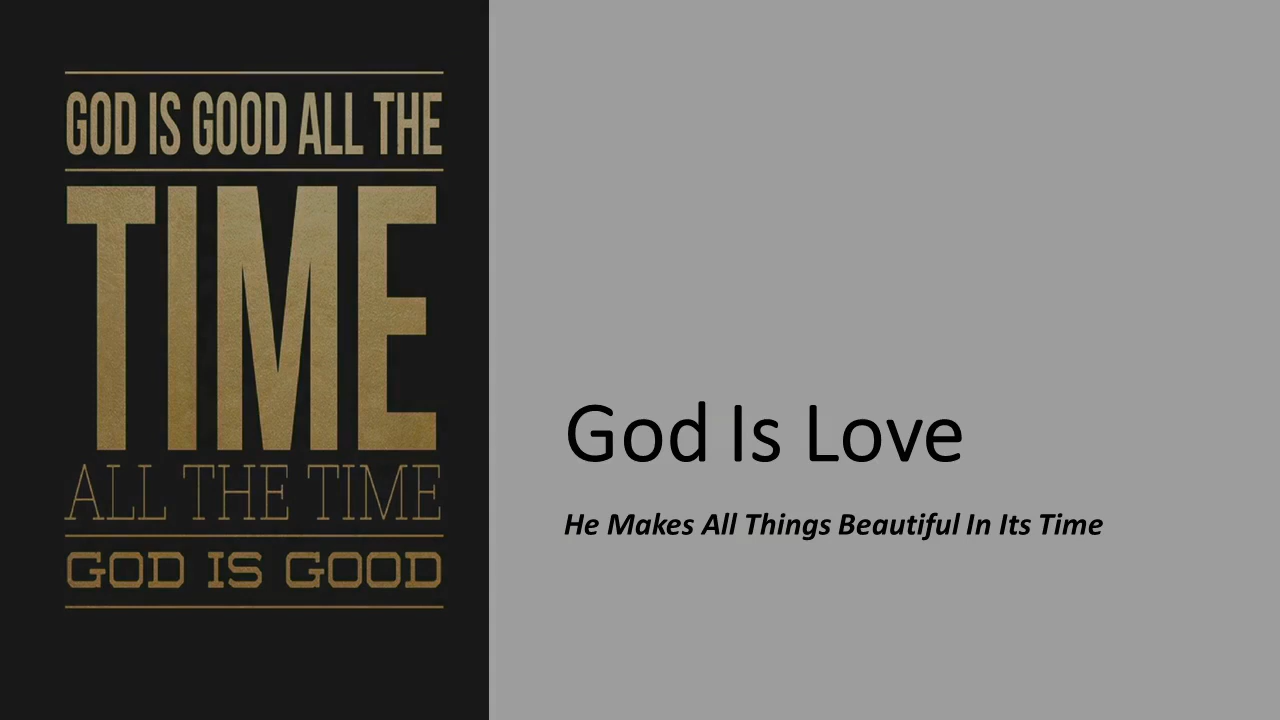 GOD IS GOOD ALL THE
TIME
ALL THE TIME
GOD IS GOOD
God Is Love
He Makes All Things Beautiful In Its Time